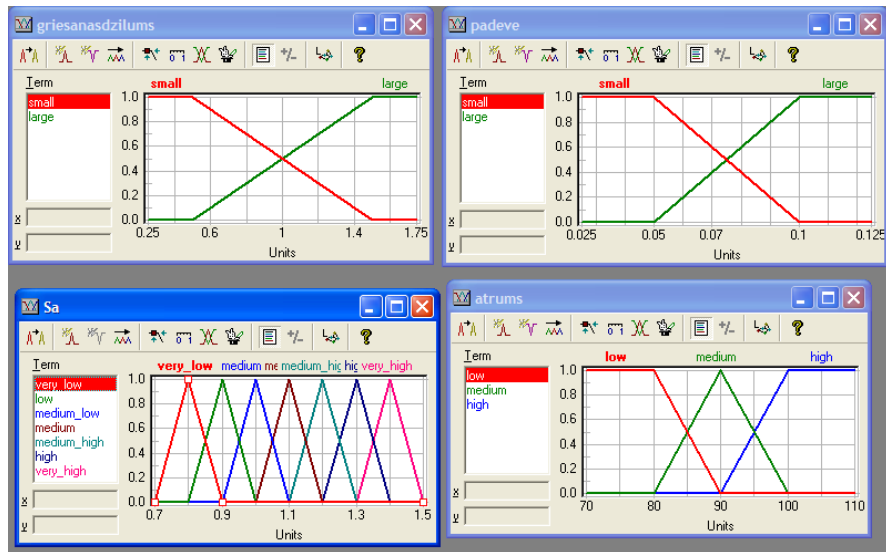 griesanasdzilums
Term
small
large
small large
1.0
0.8
0.6
0.4
0.2
0.0
0.25 0.6 1 1.4 1.75
Units
x
y
padeve
Term
small
large
small large
1.0
0.8
0.6
0.4
0.2
0.0
0.025 0.05 0.07 0.1 0.125
Units
x
y
Sa
Term
very_low
low
medium_low
medium
medium_high
high
very_high
very_low medium me medium_hig hig very_high
1.0
0.8
0.6
0.4
0.2
0.0
0.7 0.9 1.1 1.3 1.5
Units
x
y
atrums
Term
low
medium
high
low medium high
1.0
0.8
0.6
0.4
0.2
0.0
70 80 90 100 110
Units
x
y